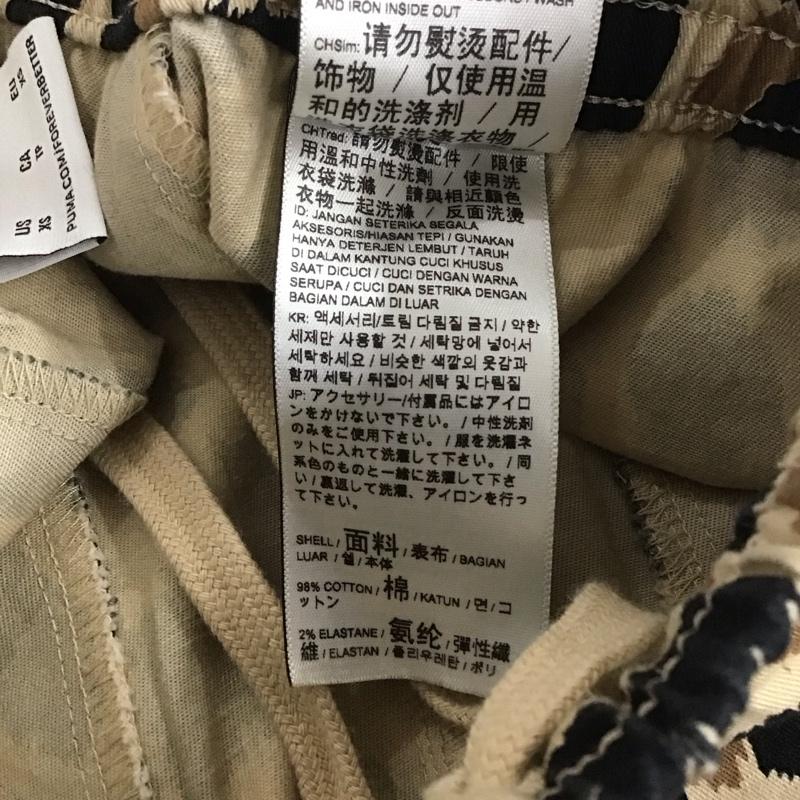 AND IRON INSIDE OUT
CHSim: 请勿熨烫配件/
饰物 / 仅使用温
和的洗涤剂 / 用
袋洗涤衣物 /
CHTrad: 請勿熨燙配件 / 限使
用溫和中性洗劑 / 使用洗
衣袋洗滌 / 請與相近顏色
衣物一起洗滌 / 反面洗燙
ID: JANGAN SETERIKA SEGALA
AKSESORIS/HIASAN TEPI / GUNAKAN
HANYA DETERJEN LEMBUT / TARUH
DI DALAM KANTUNG CUCI KHUSUS
SAAT DICUCI / CUCI DENGAN WARNA
SERUPA / CUCI DAN SETRIKA DENGAN
BAGIAN DALAM DI LUAR
KR: 액세서리/트림 다림질 금지 / 약한
세제만 사용할 것 / 세탁망에 넣어서
세탁하세요 / 비슷한 색깔의 옷감과
함께 세탁 / 뒤집어 세탁 및 다림질
JP: アクセサリー/付属品にはアイロ
ンをかけないで下さい。 / 中性洗剤
のみをご使用下さい。 / 服を洗濯ネ
ットに入れて洗濯して下さい。 / 同
系色のものと一緒に洗濯して下さ
い / 裏返して洗濯、アイロンを行っ
て下さい。
SHELL / 面料 / 表布 / BAGIAN
LUAR / 쉘 / 本体
98% COTTON / 棉 / KATUN / 면 / コ
ットン
2% ELASTANE / 氨纶 / 彈性纖
維 / ELASTAN / 폴리우레탄 / ポリ
EU XS
CA TP
US XS
PUMA.COM/FOREVERBETTER